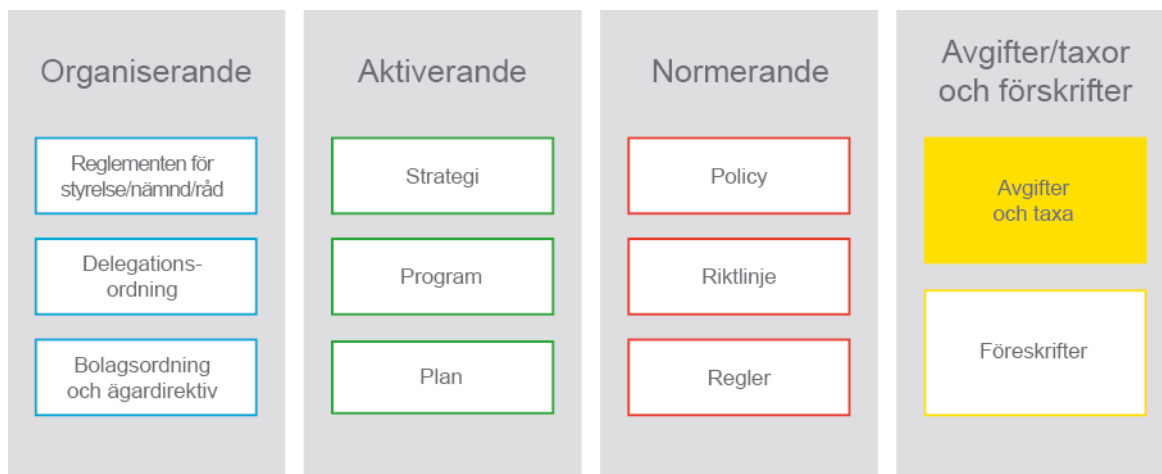 Organiserande
Reglementen för
styrelse/nämnd/råd
Delegations-
ordning
Bolagsordning
och ägardirektiv
Aktiverande
Strategi
Program
Plan
Normerande
Policy
Riktlinje
Regler
Avgifter/taxor
och förskrifter
Avgifter
och taxa
Föreskrifter